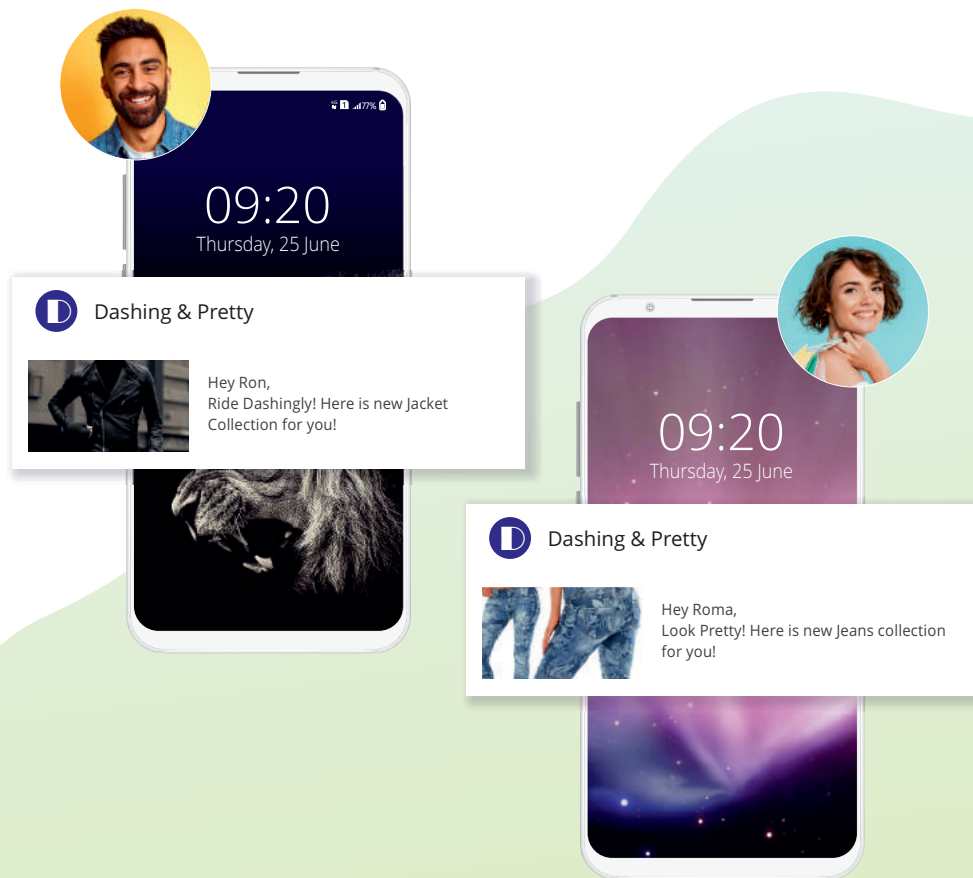 77%
09:20
Thursday, 25 June
Dashing & Pretty
Hey Ron,
Ride Dashingly! Here is new Jacket
Collection for you!
09:20
Thursday, 25 June
Dashing & Pretty
Hey Roma,
Look Pretty! Here is new Jeans collection
for you!